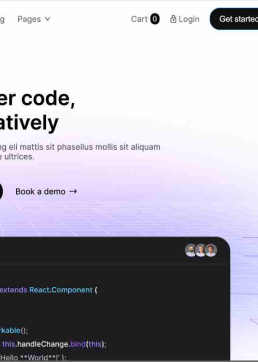 g Pages Cart 0 Login Get started
er code,
atively
ng eli mattis sit phasellus mollis sit aliquam
e ultrices.
Book a demo →
extends React.Component {
rkable();
this.handleChange.bind(this);
'Hello **World**!' };